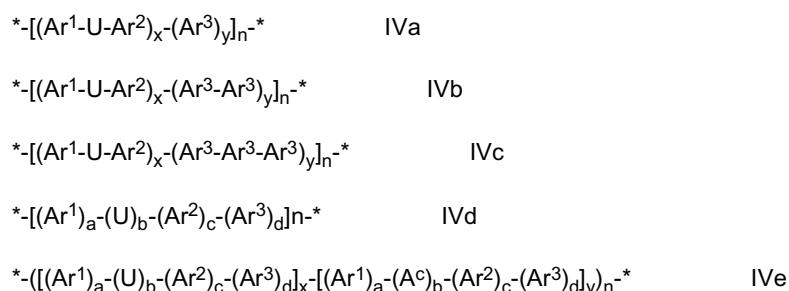 *-[(Ar¹-U-Ar²)ₓ-(Ar³)ᵧ]ₙ-* IVa
*-[(Ar¹-U-Ar²)ₓ-(Ar³-Ar³)ᵧ]ₙ-* IVb
*-[(Ar¹-U-Ar²)ₓ-(Ar³-Ar³-Ar³)ᵧ]ₙ-* IVc
*-[(Ar¹)ₐ-(U)b-(Ar²)c-(Ar³)d]n-* IVd
*-([(Ar¹)ₐ-(U)b-(Ar²)c-(Ar³)d]ₓ-[(Ar¹)ₐ-(Aᶜ)b-(Ar²)c-(Ar³)d]ᵧ)ₙ-* IVe